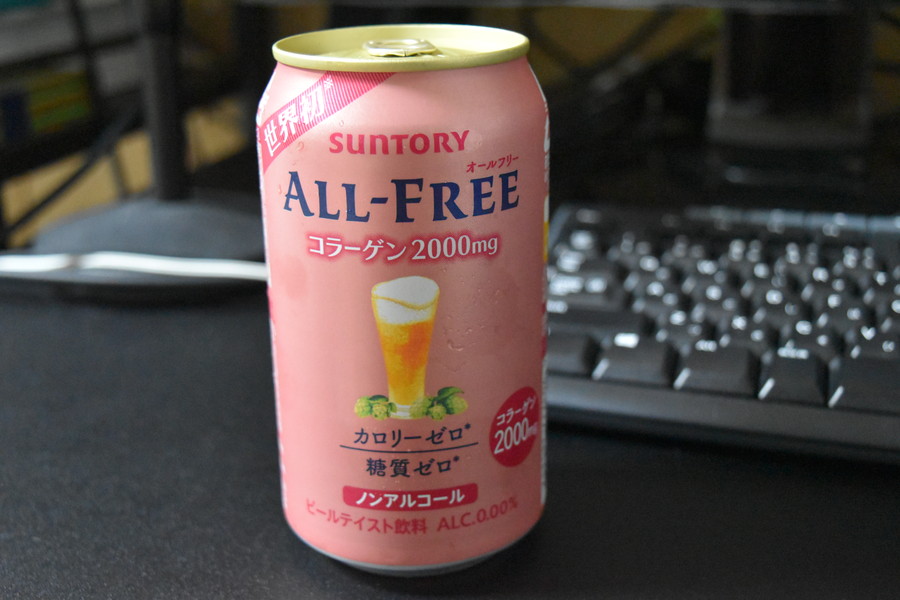 世界初※
SUNTORY
オールフリー
ALL-FREE
コラーゲン2000mg
カロリーゼロ*
糖質ゼロ*
コラーゲン
2000mg
ノンアルコール
ビールテイスト飲料 ALC.0.00%